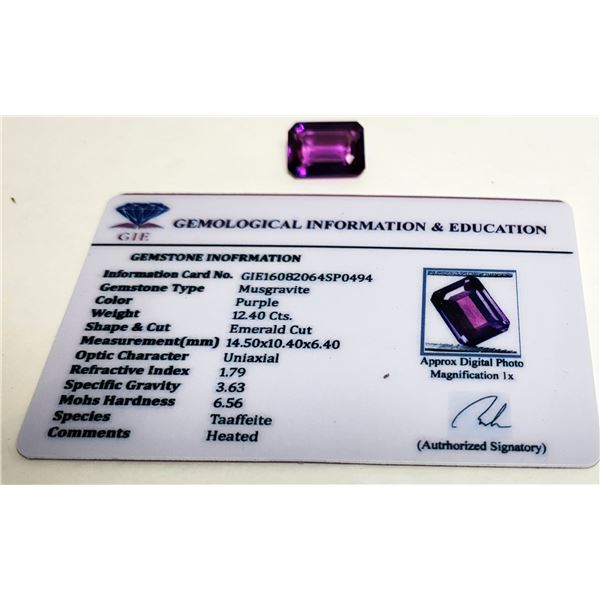 GIE
GEMOLOGICAL INFORMATION & EDUCATION
GEMSTONE INOFRMATION
Information Card No. GIE16082064SP0494
Gemstone Type Musgravite
Color Purple
Weight 12.40 Cts.
Shape & Cut Emerald Cut
Measurement(mm) 14.50x10.40x6.40
Optic Character Uniaxial
Refractive Index 1.79
Specific Gravity 3.63
Mohs Hardness 6.56
Species Taaffeite
Comments Heated
Approx Digital Photo
Magnification 1x
(Autrhorized Signatory)